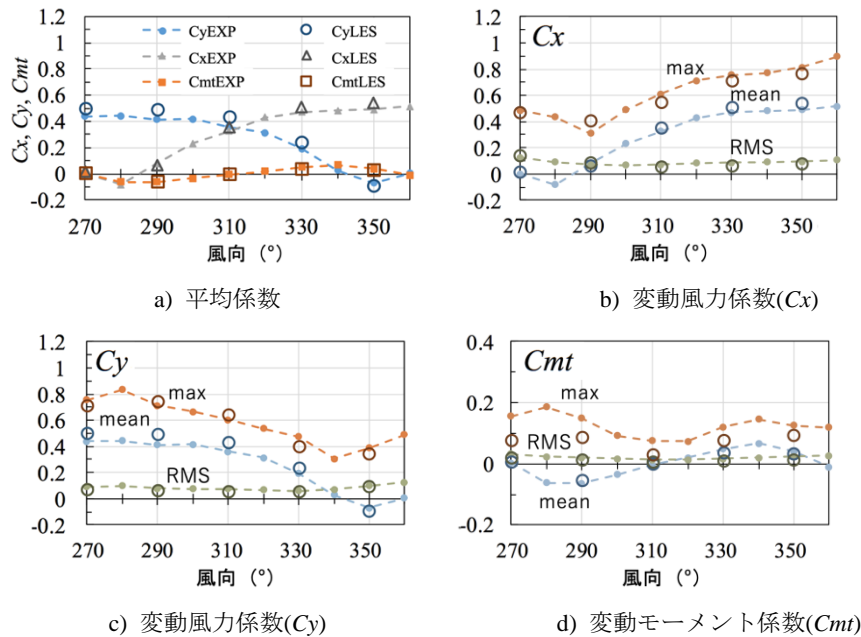 Cx, Cy, Cmt
1.2
1
0.8
0.6
0.4
0.2
0
-0.2
CyEXP
CyLES
CxEXP
CxLES
CmtEXP
CmtLES
270
290
310
330
350
風向（°）
a) 平均係数
Cx
1.2
1
0.8
0.6
0.4
0.2
0
-0.2
max
mean
RMS
270
290
310
330
350
風向（°）
b) 変動風力係数(Cx)
Cy
1.2
1
0.8
0.6
0.4
0.2
0
-0.2
max
mean
RMS
270
290
310
330
350
風向（°）
c) 変動風力係数(Cy)
Cmt
0.4
0.2
0
-0.2
max
RMS
mean
270
290
310
330
350
風向（°）
d) 変動モーメント係数(Cmt)